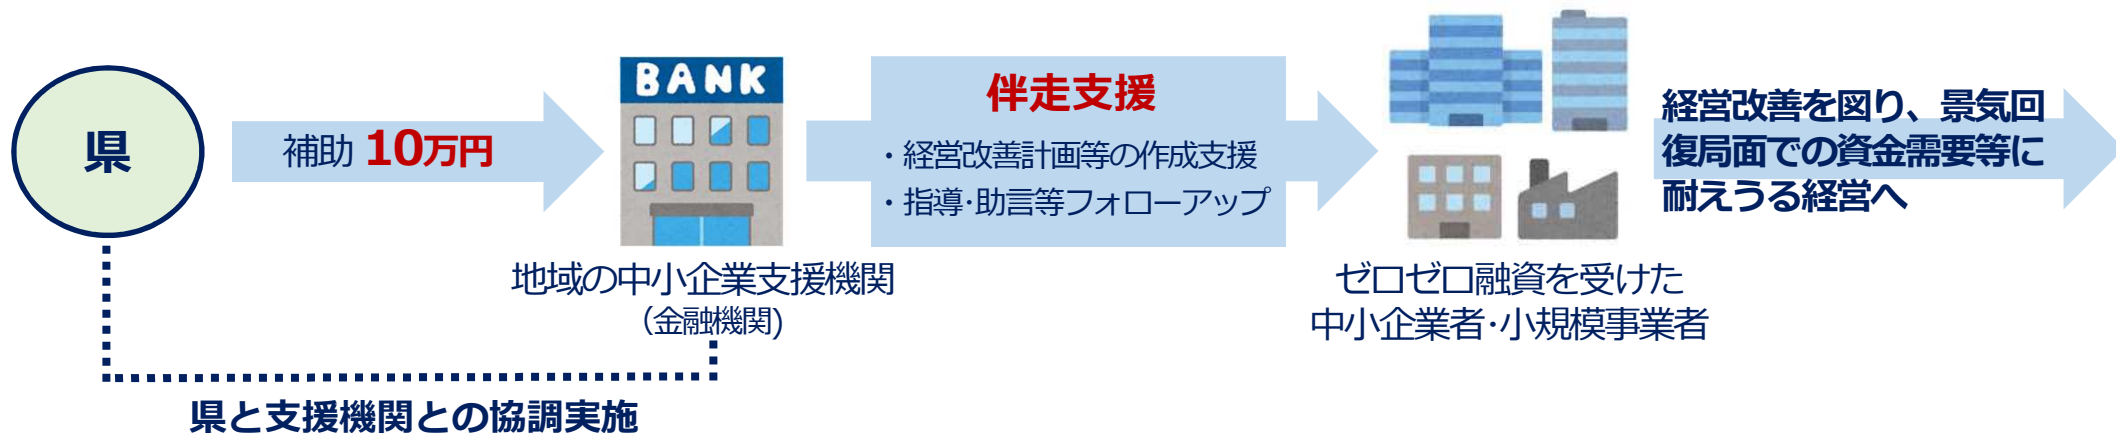 県
補助 10万円
BANK
地域の中小企業支援機関
（金融機関)
伴走支援
・経営改善計画等の作成支援
・指導･助言等フォローアップ
ゼロゼロ融資を受けた
中小企業者･小規模事業者
経営改善を図り、景気回
復局面での資金需要等に
耐えうる経営へ
県と支援機関との協調実施